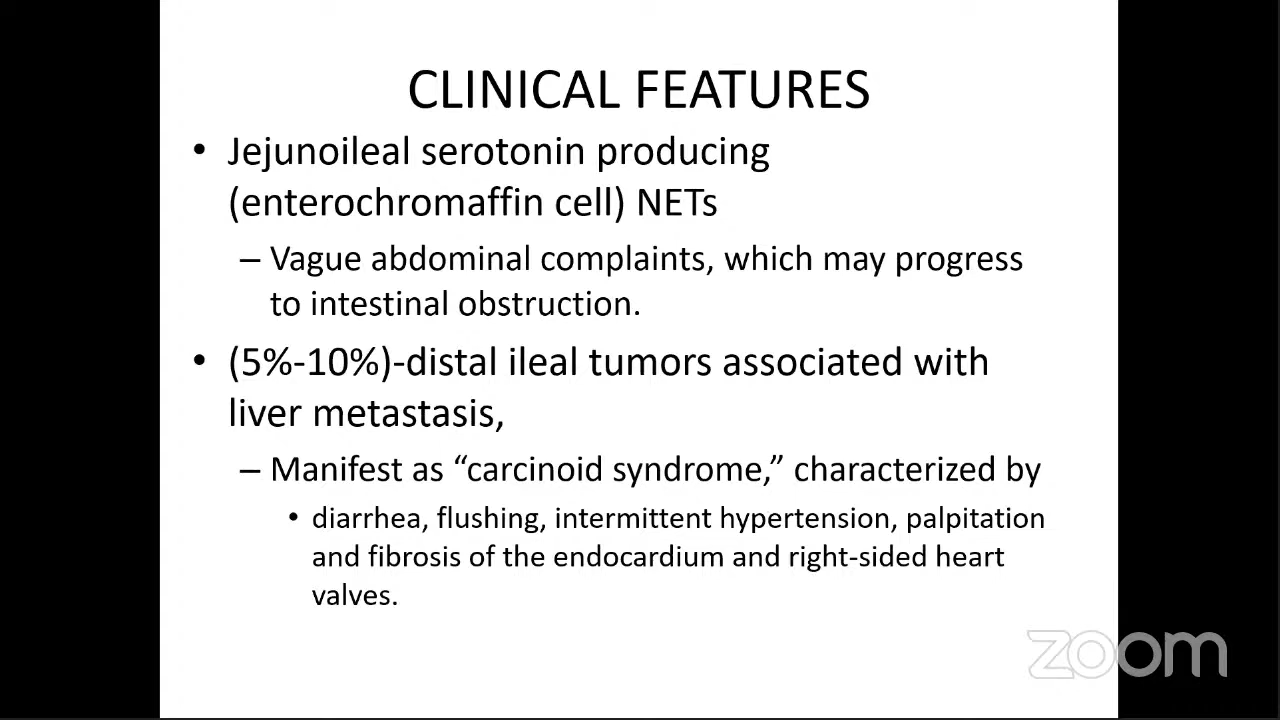 CLINICAL FEATURES
• Jejunoileal serotonin producing
(enterochromaffin cell) NETs
– Vague abdominal complaints, which may progress
to intestinal obstruction.
• (5%-10%)-distal ileal tumors associated with
liver metastasis,
– Manifest as “carcinoid syndrome,” characterized by
• diarrhea, flushing, intermittent hypertension, palpitation
and fibrosis of the endocardium and right-sided heart
valves.
zoom